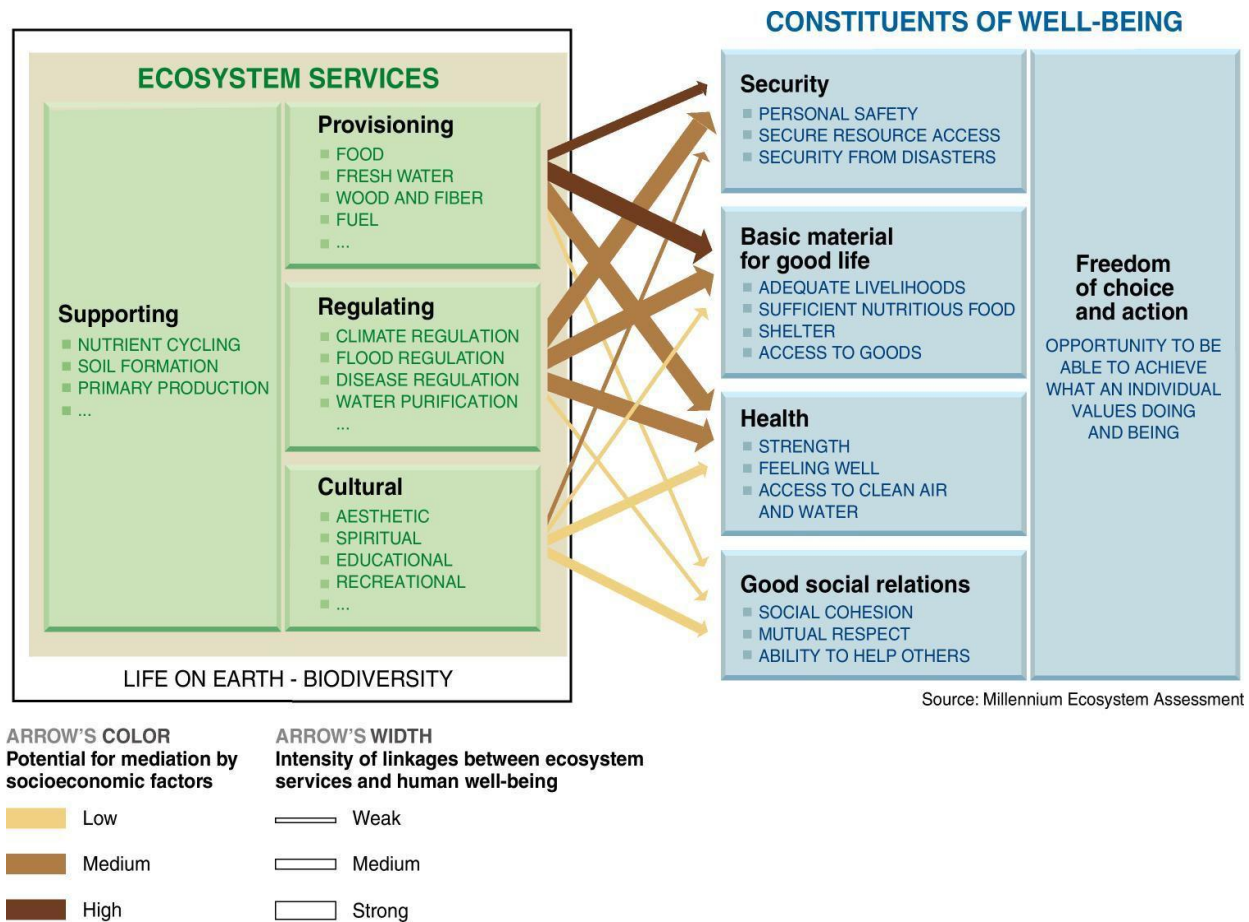 CONSTITUENTS OF WELL-BEING
ECOSYSTEM SERVICES
Supporting
NUTRIENT CYCLING
SOIL FORMATION
PRIMARY PRODUCTION
...
Provisioning
FOOD
FRESH WATER
WOOD AND FIBER
FUEL
...
Regulating
CLIMATE REGULATION
FLOOD REGULATION
DISEASE REGULATION
WATER PURIFICATION
...
Cultural
AESTHETIC
SPIRITUAL
EDUCATIONAL
RECREATIONAL
...
LIFE ON EARTH - BIODIVERSITY
Security
PERSONAL SAFETY
SECURE RESOURCE ACCESS
SECURITY FROM DISASTERS
Basic material
for good life
ADEQUATE LIVELIHOODS
SUFFICIENT NUTRITIOUS FOOD
SHELTER
ACCESS TO GOODS
Health
STRENGTH
FEELING WELL
ACCESS TO CLEAN AIR
AND WATER
Good social relations
SOCIAL COHESION
MUTUAL RESPECT
ABILITY TO HELP OTHERS
Freedom
of choice
and action
OPPORTUNITY TO BE
ABLE TO ACHIEVE
WHAT AN INDIVIDUAL
VALUES DOING
AND BEING
Source: Millennium Ecosystem Assessment
ARROW'S COLOR
Potential for mediation by
socioeconomic factors
Low
Medium
High
ARROW'S WIDTH
Intensity of linkages between ecosystem
services and human well-being
Weak
Medium
Strong